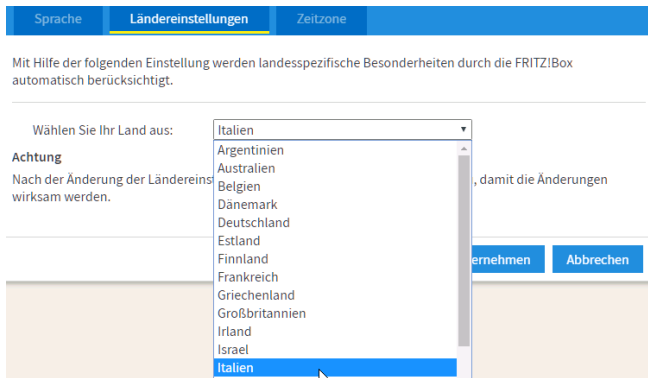 Sprache Ländereinstellungen Zeitzone
Mit Hilfe der folgenden Einstellung werden landesspezifische Besonderheiten durch die FRITZ!Box
automatisch berücksichtigt.
Wählen Sie Ihr Land aus: Italien
Argentinien
Achtung
Australien
Nach der Änderung der Ländereinst , damit die Änderungen
wirksam werden.
Belgien
Dänemark
Deutschland
Estland
Finnland
ernehmen Abbrechen
Frankreich
Griechenland
Großbritannien
Irland
Israel
Italien